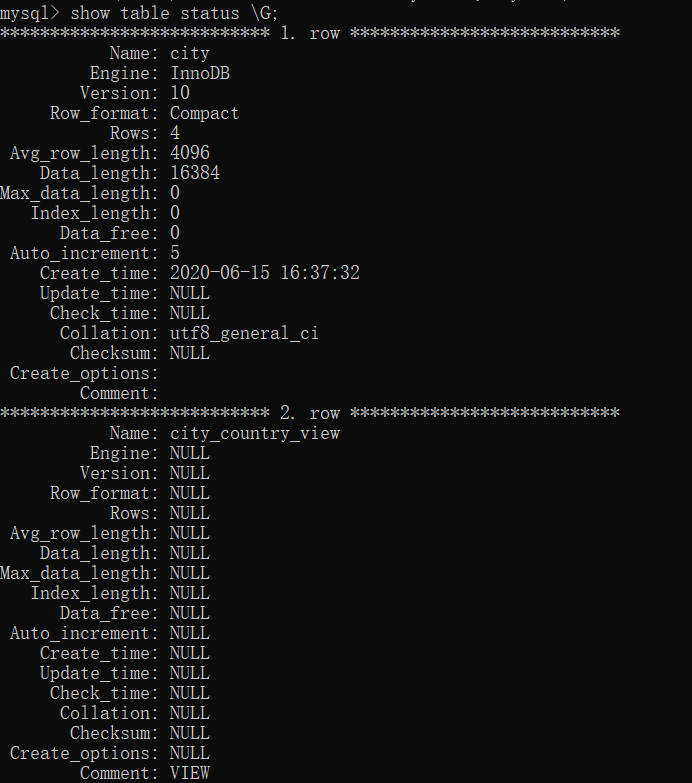 mysql> show table status \G;
*************************** 1. row ***************************
Name: city
Engine: InnoDB
Version: 10
Row_format: Compact
Rows: 4
Avg_row_length: 4096
Data_length: 16384
Max_data_length: 0
Index_length: 0
Data_free: 0
Auto_increment: 5
Create_time: 2020-06-15 16:37:32
Update_time: NULL
Check_time: NULL
Collation: utf8_general_ci
Checksum: NULL
Create_options:
Comment:
*************************** 2. row ***************************
Name: city_country_view
Engine: NULL
Version: NULL
Row_format: NULL
Rows: NULL
Avg_row_length: NULL
Data_length: NULL
Max_data_length: NULL
Index_length: NULL
Data_free: NULL
Auto_increment: NULL
Create_time: NULL
Update_time: NULL
Check_time: NULL
Collation: NULL
Checksum: NULL
Create_options: NULL
Comment: VIEW